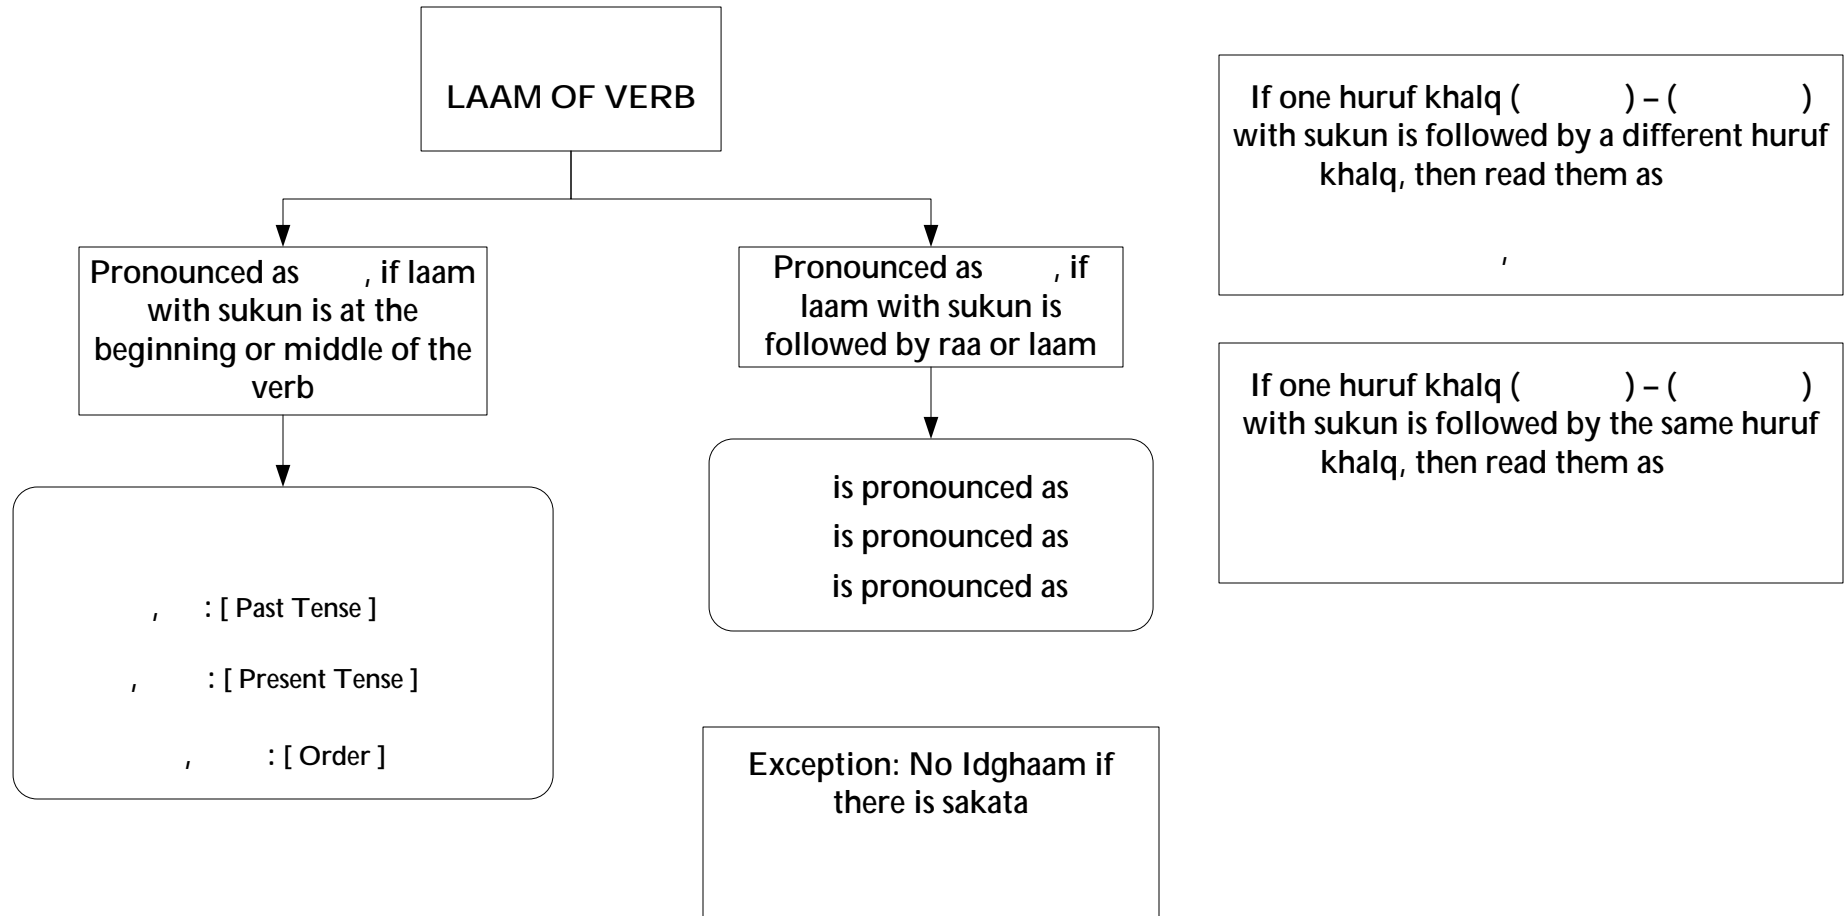 LAAM OF VERB
Pronounced as , if laam
with sukun is at the
beginning or middle of the
verb
, : [ Past Tense ]
, : [ Present Tense ]
, : [ Order ]
Pronounced as , if
laam with sukun is
followed by raa or laam
is pronounced as
is pronounced as
is pronounced as
Exception: No Idghaam if
there is sakata
If one huruf khalq ( ) – ( )
with sukun is followed by a different huruf
khalq, then read them as
,
If one huruf khalq ( ) – ( )
with sukun is followed by the same huruf
khalq, then read them as